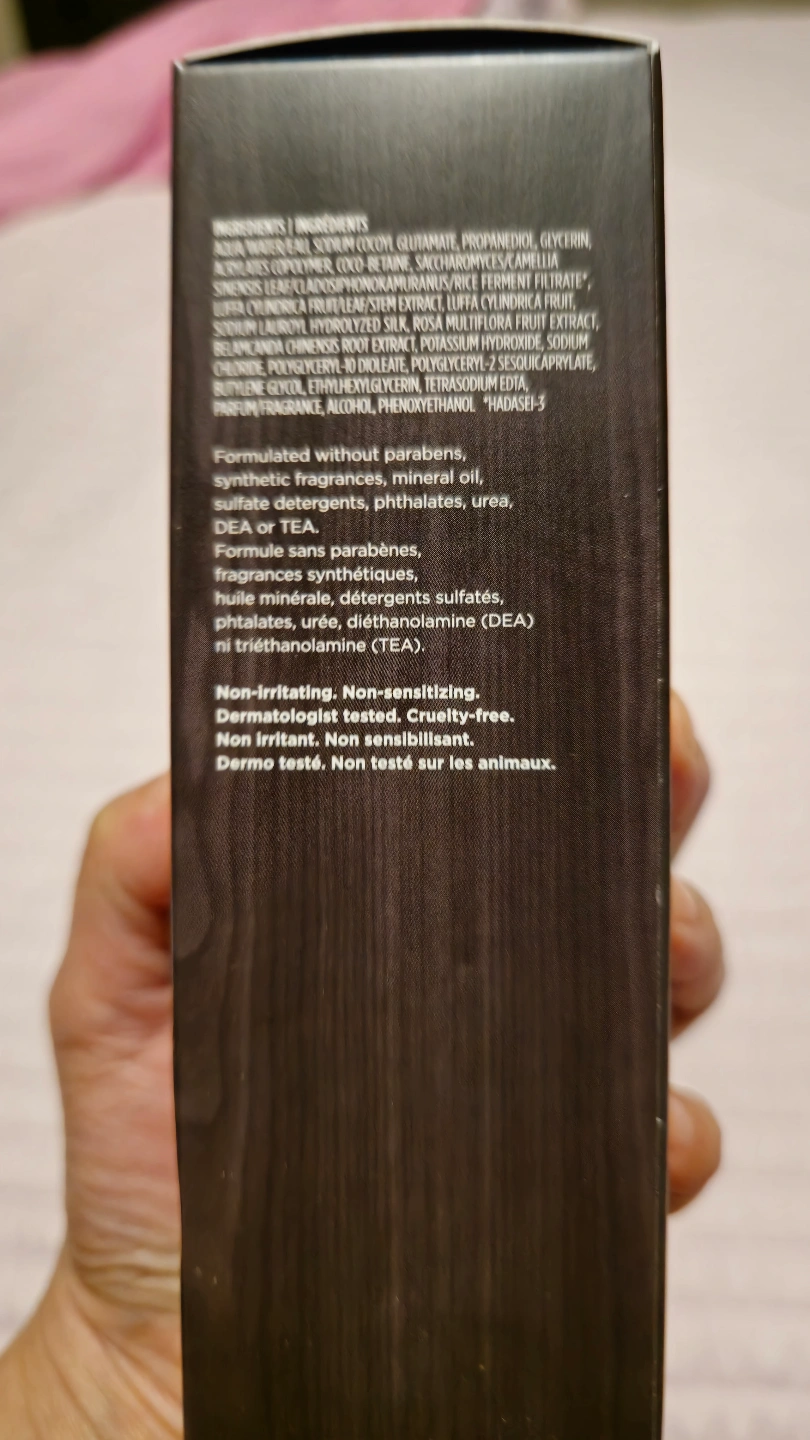 INGREDIENTS | INGRÉDIENTS
AQUA/WATER/EAU, SODIUM COCOYL GLUTAMATE, PROPANEDIOL, GLYCERIN,
ACRYLATES COPOLYMER, COCO-BETAINE, SACCHAROMYCES/CAMELLIA
SINENSIS LEAF/CLADOSIPHON OKAMURANUS/RICE FERMENT FILTRATE*,
LUFFA CYLINDRICA FRUIT/LEAF/STEM EXTRACT, LUFFA CYLINDRICA FRUIT,
SODIUM LAUROYL HYDROLYZED SILK, ROSA MULTIFLORA FRUIT EXTRACT,
BELAMCANDA CHINENSIS ROOT EXTRACT, POTASSIUM HYDROXIDE, SODIUM
CHLORIDE, POLYGLYCERYL-10 DIOLEATE, POLYGLYCERYL-2 SESQUICAPRYLATE,
BUTYLENE GLYCOL, ETHYLHEXYLGLYCERIN, TETRASODIUM EDTA,
PARFUM/FRAGRANCE, ALCOHOL, PHENOXYETHANOL *HADASEI-3
Formulated without parabens,
synthetic fragrances, mineral oil,
sulfate detergents, phthalates, urea,
DEA or TEA.
Formule sans parabènes,
fragrances synthétiques,
huile minérale, détergents sulfatés,
phtalates, urée, diéthanolamine (DEA)
ni triéthanolamine (TEA).
Non-irritating. Non-sensitizing.
Dermatologist tested. Cruelty-free.
Non irritant. Non sensibilisant.
Dermo testé. Non testé sur les animaux.